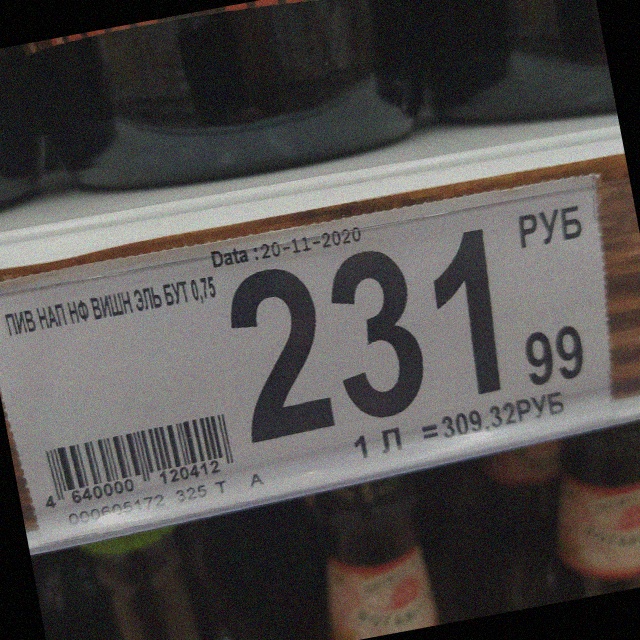 Data :20-11-2020
ПИВ НАП НФ ВИШН ЭЛЬ БУТ 0,75
231 99 РУБ
1 Л =309.32РУБ
4 640000 120412
325 T A